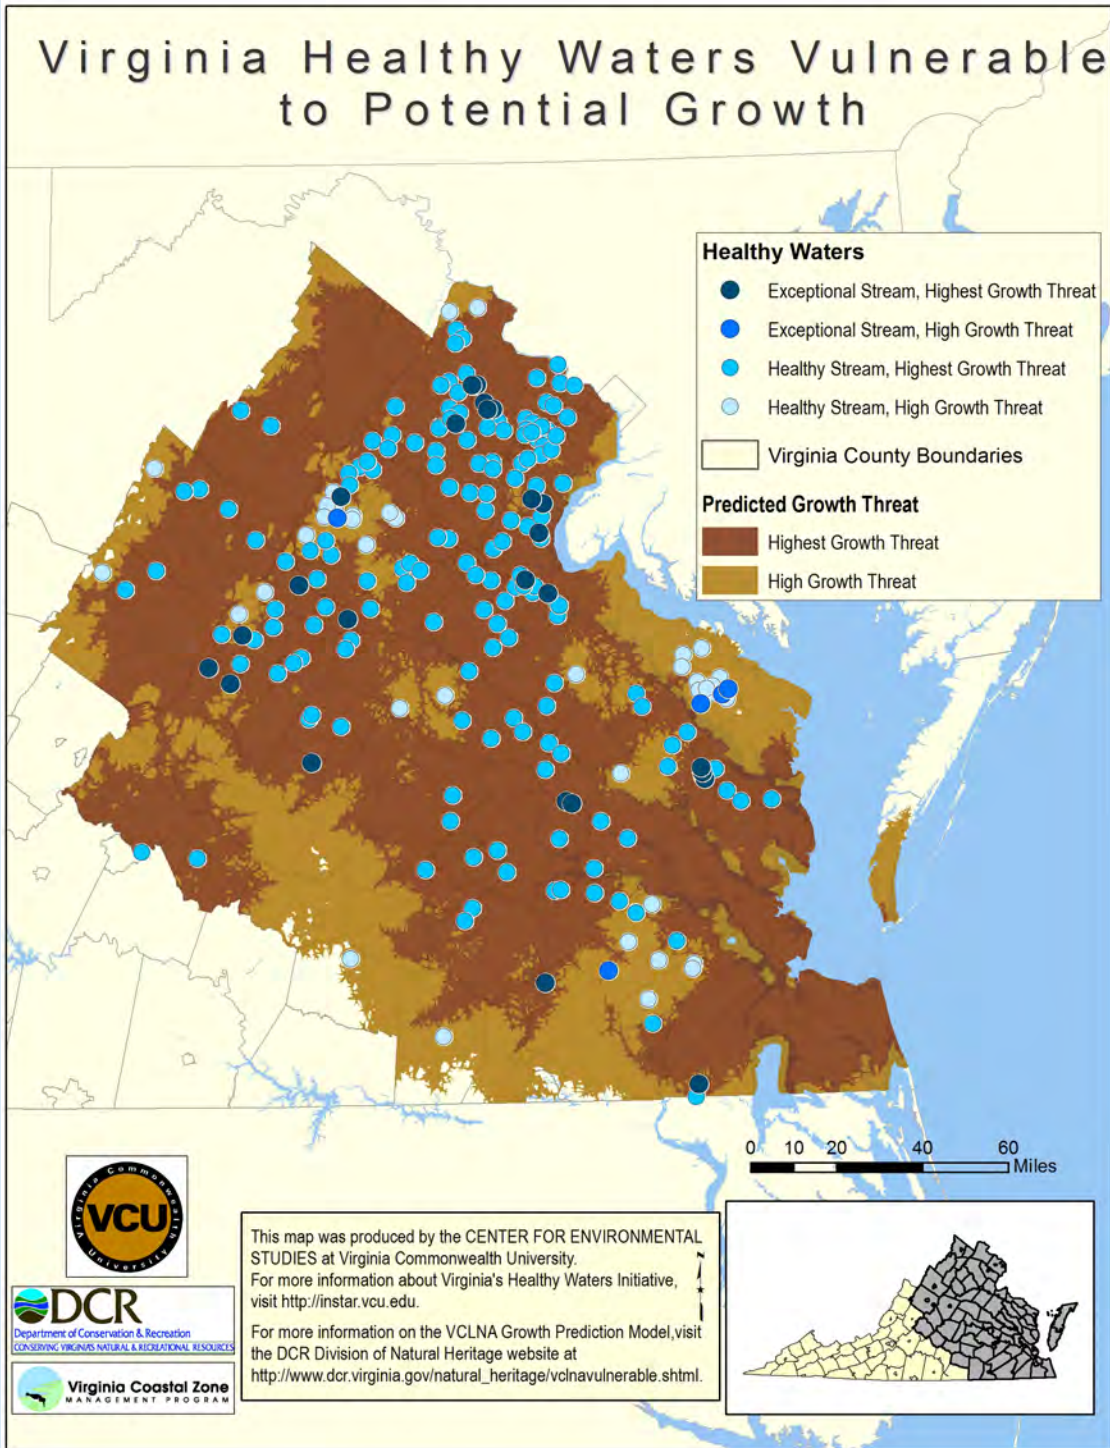 Virginia Healthy Waters Vulnerable
to Potential Growth
Healthy Waters
Exceptional Stream, Highest Growth Threat
Exceptional Stream, High Growth Threat
Healthy Stream, Highest Growth Threat
Healthy Stream, High Growth Threat
Virginia County Boundaries
Predicted Growth Threat
Highest Growth Threat
High Growth Threat
0 10 20 40 60
Miles
Virginia Commonwealth University
VCU
DCR
Department of Conservation & Recreation
CONSERVING VIRGINIA'S NATURAL & RECREATIONAL RESOURCES
Virginia Coastal Zone
MANAGEMENT PROGRAM
This map was produced by the CENTER FOR ENVIRONMENTAL
STUDIES at Virginia Commonwealth University.
For more information about Virginia's Healthy Waters Initiative,
visit http://instar.vcu.edu.
For more information on the VCLNA Growth Prediction Model,visit
the DCR Division of Natural Heritage website at
http://www.dcr.virginia.gov/natural_heritage/vclnavulnerable.shtml.
N